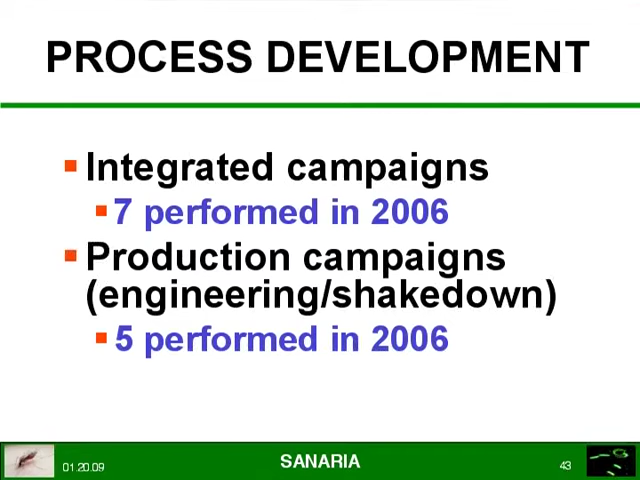 PROCESS DEVELOPMENT
Integrated campaigns
7 performed in 2006
Production campaigns
(engineering/shakedown)
5 performed in 2006
01.20.09
SANARIA
43